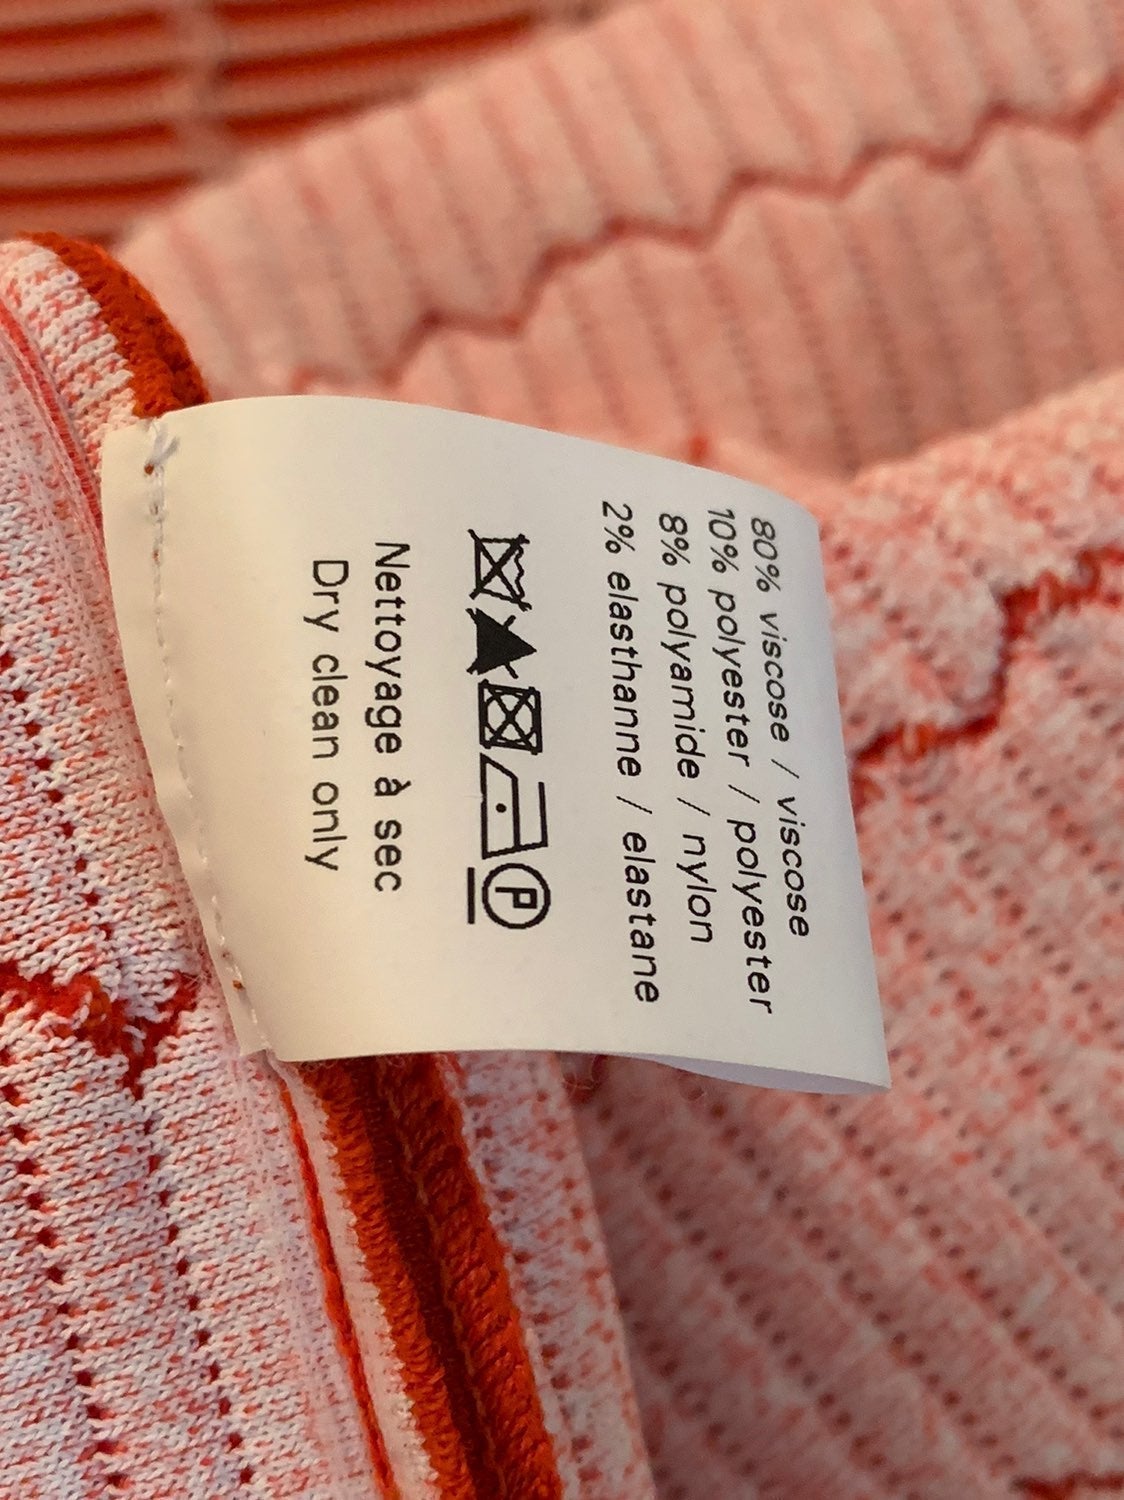 80% viscose / viscose
10% polyester / polyester
8% polyamide / nylon
2% elasthanne / elastane
P
Nettoyage à sec
Dry clean only